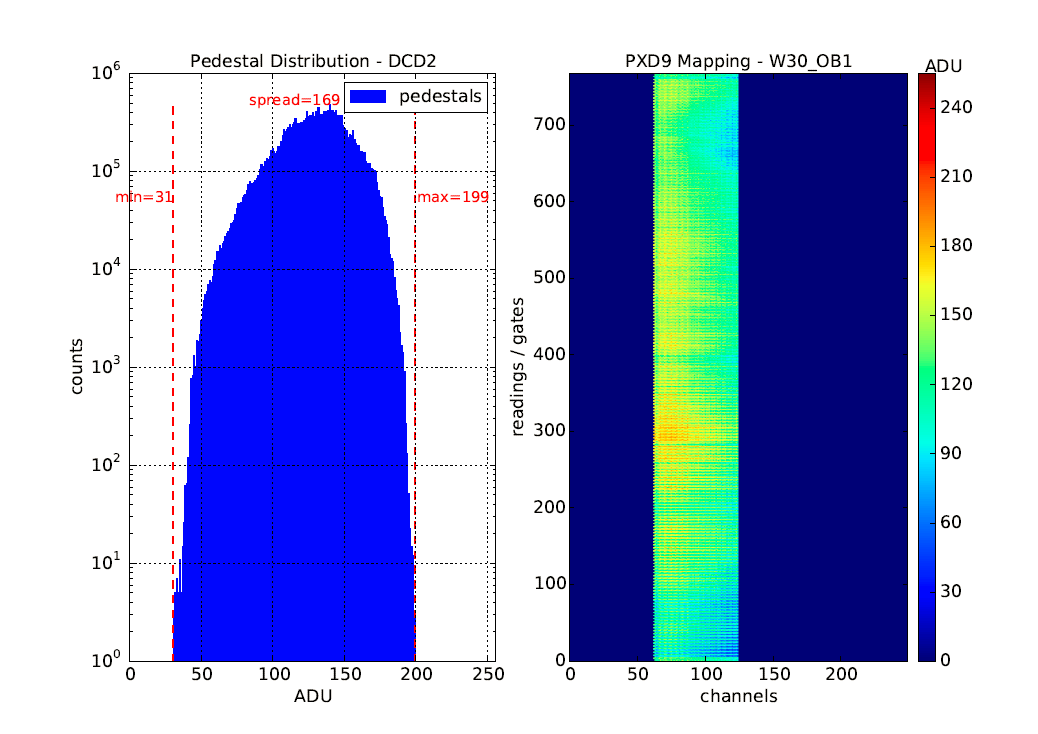 Pedestal Distribution - DCD2
10^6
10^5
10^4
10^3
10^2
10^1
10^0
counts
spread=169
pedestals
min=31
max=199
0 50 100 150 200 250
ADU
PXD9 Mapping - W30_OB1
700
600
500
400
300
200
100
0
readings / gates
0 50 100 150 200
channels
ADU
240
210
180
150
120
90
60
30
0